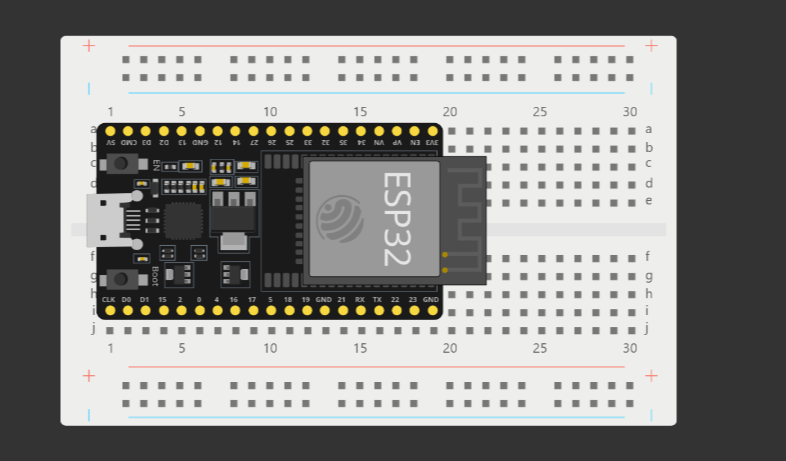 + +
1 5 10 15 20 25 30
a a
5V CMD D3 D2 13 GND 12 14 27 26 25 33 32 35 34 VN VP EN 3V3
b b
c EN c
d d
e
ESP32
f f
g Boot g
h h
CLK D0 D1 15 2 0 4 16 17 5 18 19 GND 21 RX TX 22 23 GND
i i
j j
1 5 10 15 20 25 30
+ +